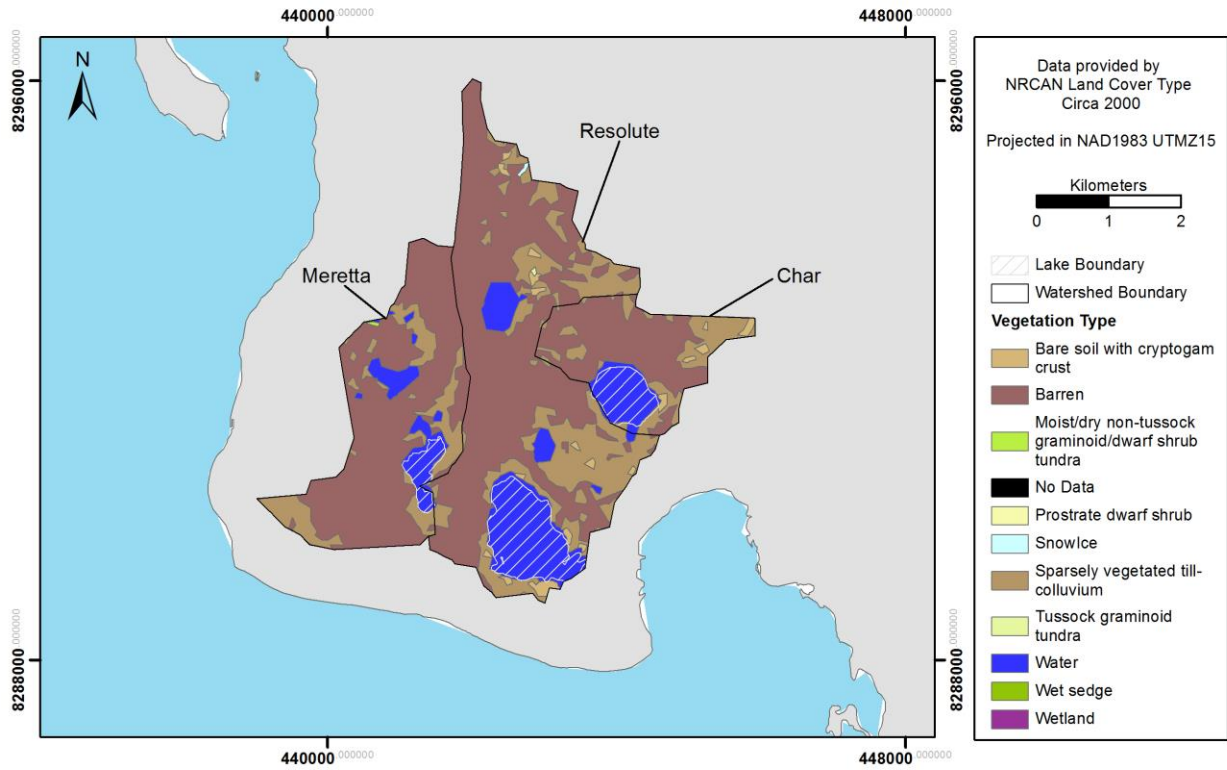 440000.000000
448000.000000
8296000.000000
8296000.000000
N
Resolute
Meretta
Char
8288000.000000
8288000.000000
440000.000000
448000.000000
Data provided by
NRCAN Land Cover Type
Circa 2000
Projected in NAD1983 UTMZ15
Kilometers
0 1 2
Lake Boundary
Watershed Boundary
Vegetation Type
Bare soil with cryptogam
crust
Barren
Moist/dry non-tussock
graminoid/dwarf shrub
tundra
No Data
Prostrate dwarf shrub
SnowIce
Sparsely vegetated till-
colluvium
Tussock graminoid
tundra
Water
Wet sedge
Wetland